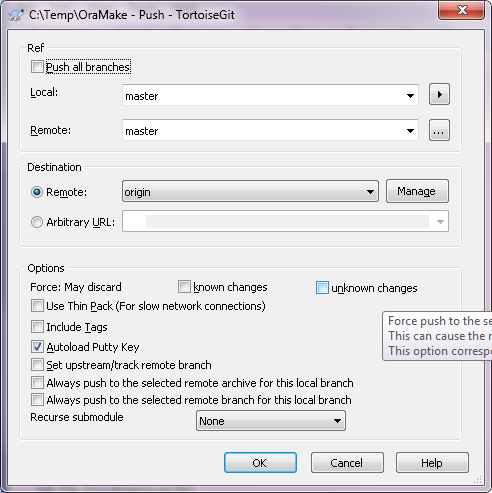 C:\Temp\OraMake - Push - TortoiseGit
Ref
Push all branches
Local: master
Remote: master
...
Destination
Remote: origin Manage
Arbitrary URL:
Options
Force: May discard known changes unknown changes
Use Thin Pack (For slow network connections)
Include Tags
Force push to the se
This can cause the
This option corresp
Autoload Putty Key
Set upstream/track remote branch
Always push to the selected remote archive for this local branch
Always push to the selected remote branch for this local branch
Recurse submodule None
OK Cancel Help